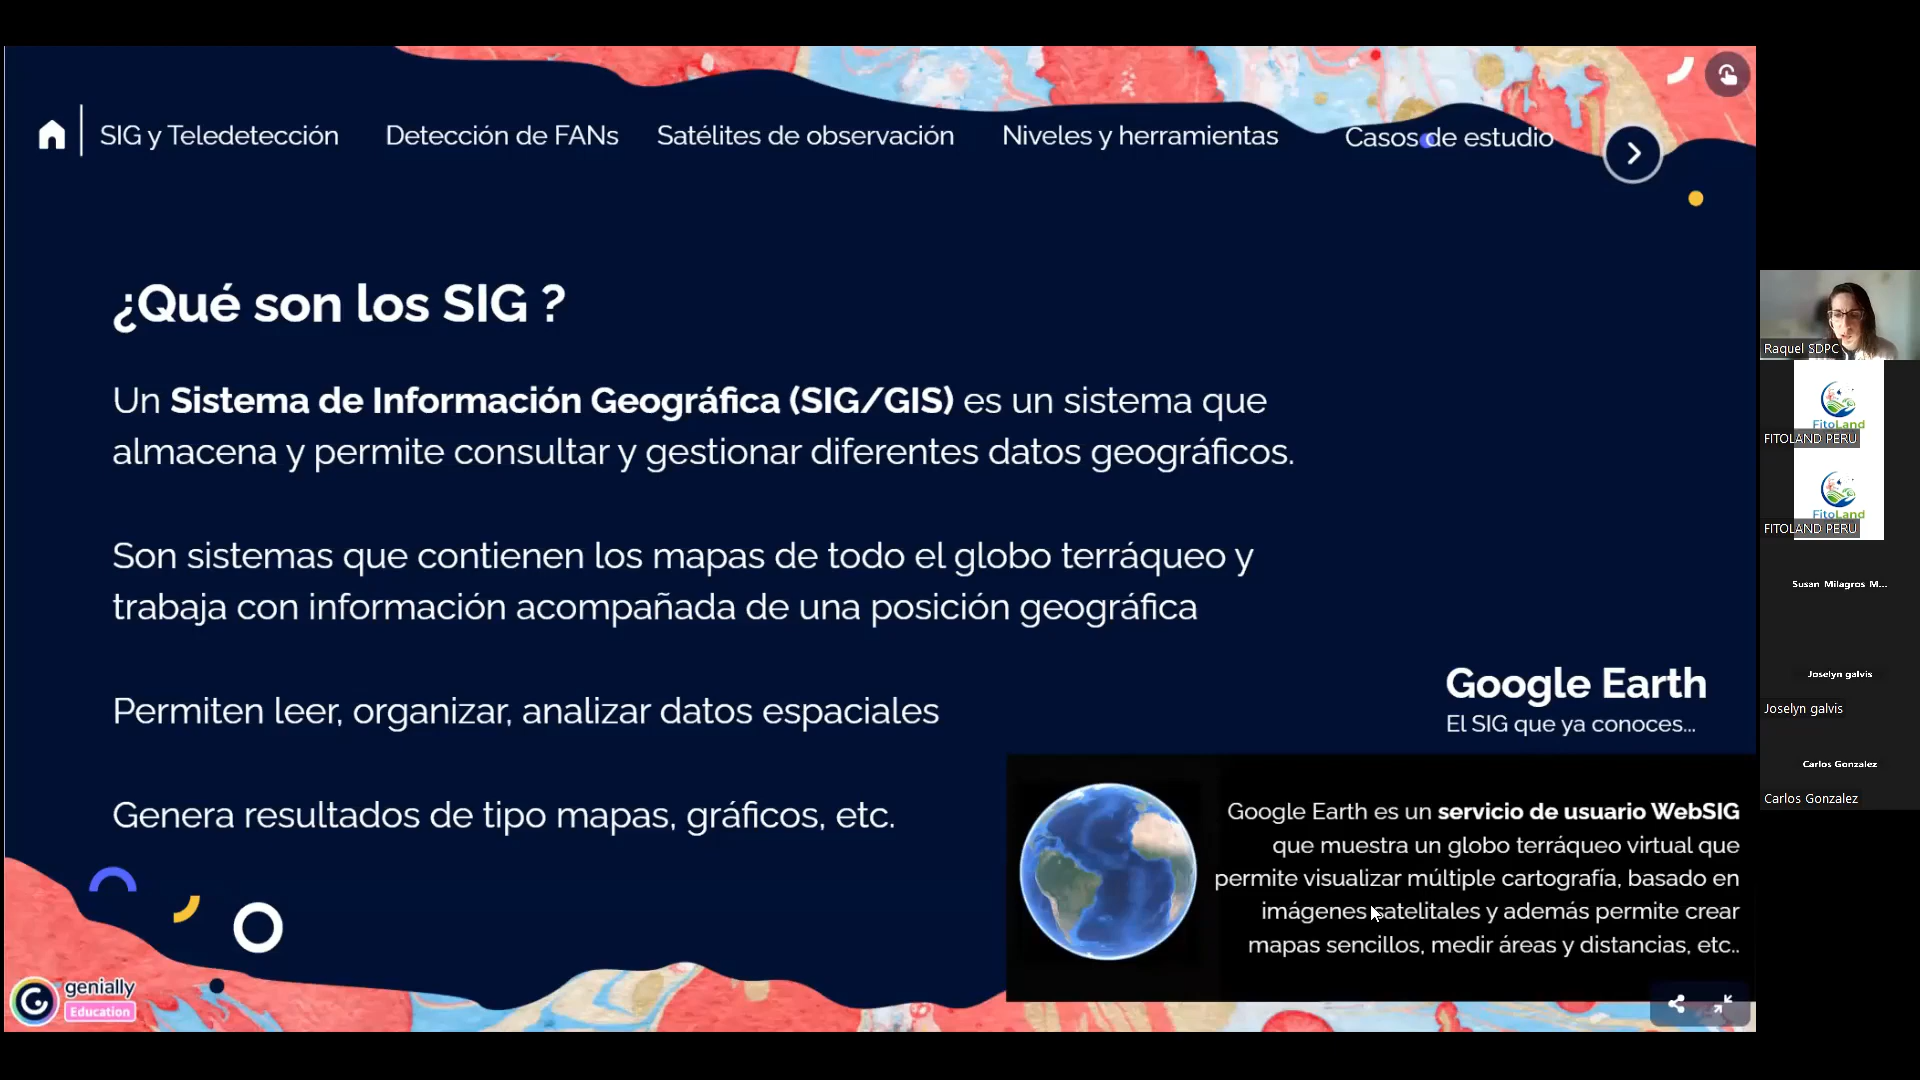 SIG y Teledetección
Detección de FANs
Satélites de observación
Niveles y herramientas
Casos de estudio
¿Qué son los SIG ?
Un Sistema de Información Geográfica (SIG/GIS) es un sistema que
almacena y permite consultar y gestionar diferentes datos geográficos.
Son sistemas que contienen los mapas de todo el globo terráqueo y
trabaja con información acompañada de una posición geográfica
Permiten leer, organizar, analizar datos espaciales
Genera resultados de tipo mapas, gráficos, etc.
Google Earth
El SIG que ya conoces...
Google Earth es un servicio de usuario WebSIG
que muestra un globo terráqueo virtual que
permite visualizar múltiple cartografía, basado en
imágenes satelitales y además permite crear
mapas sencillos, medir áreas y distancias, etc..
genially
Education
Raquel SDPC
FitoLand
FITOLAND PERU
FitoLand
FITOLAND PERU
Susan Milagros M...
Joselyn galvis
Joselyn galvis
Carlos Gonzalez
Carlos Gonzalez